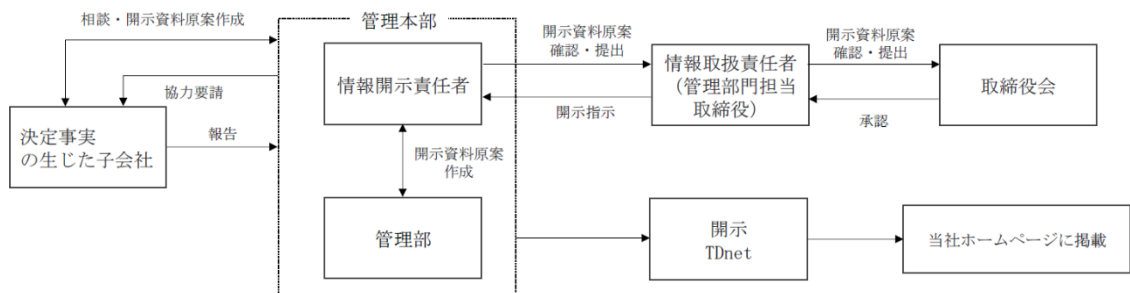 相談・開示資料原案作成
管理本部
開示資料原案
確認・提出
開示資料原案
確認・提出
情報開示責任者
情報取扱責任者
(管理部門担当
取締役)
取締役会
協力要請
開示指示
承認
決定事実
の生じた子会社
報告
開示資料原案
作成
管理部
開示
TDnet
当社ホームページに掲載